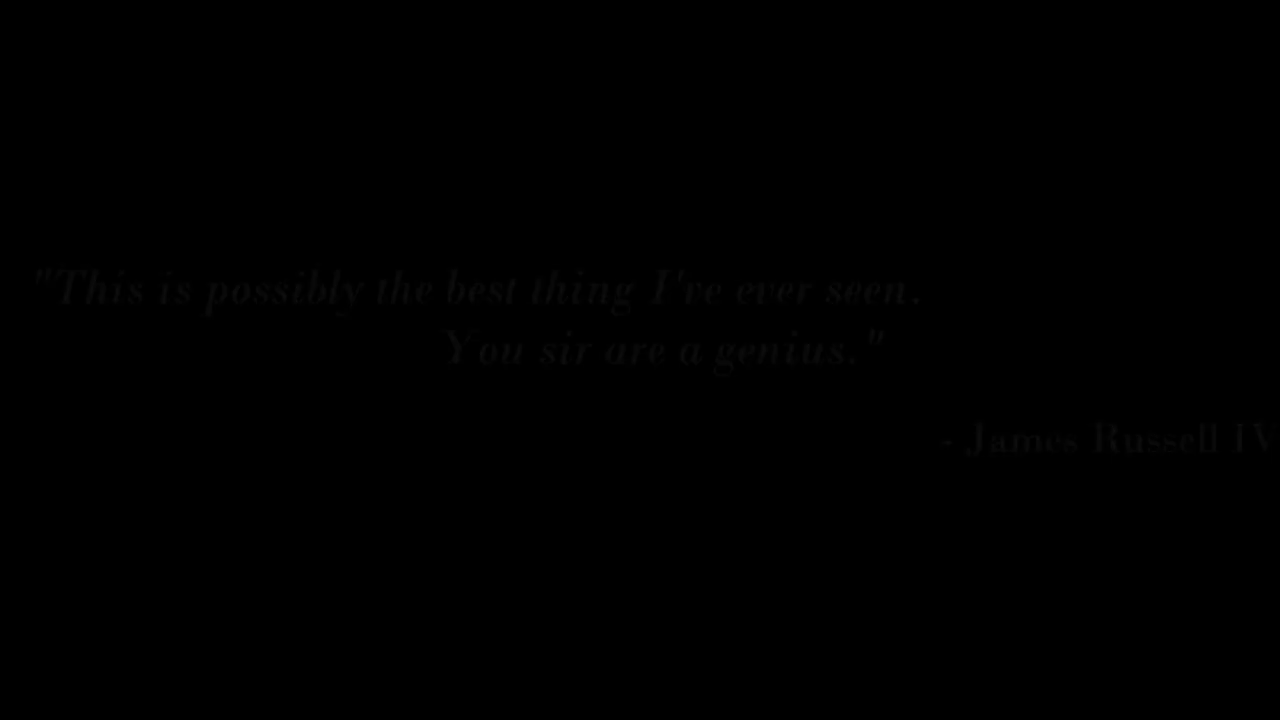 "This is possibly the best thing I've ever seen.
You sir are a genius."
- James Russell IV